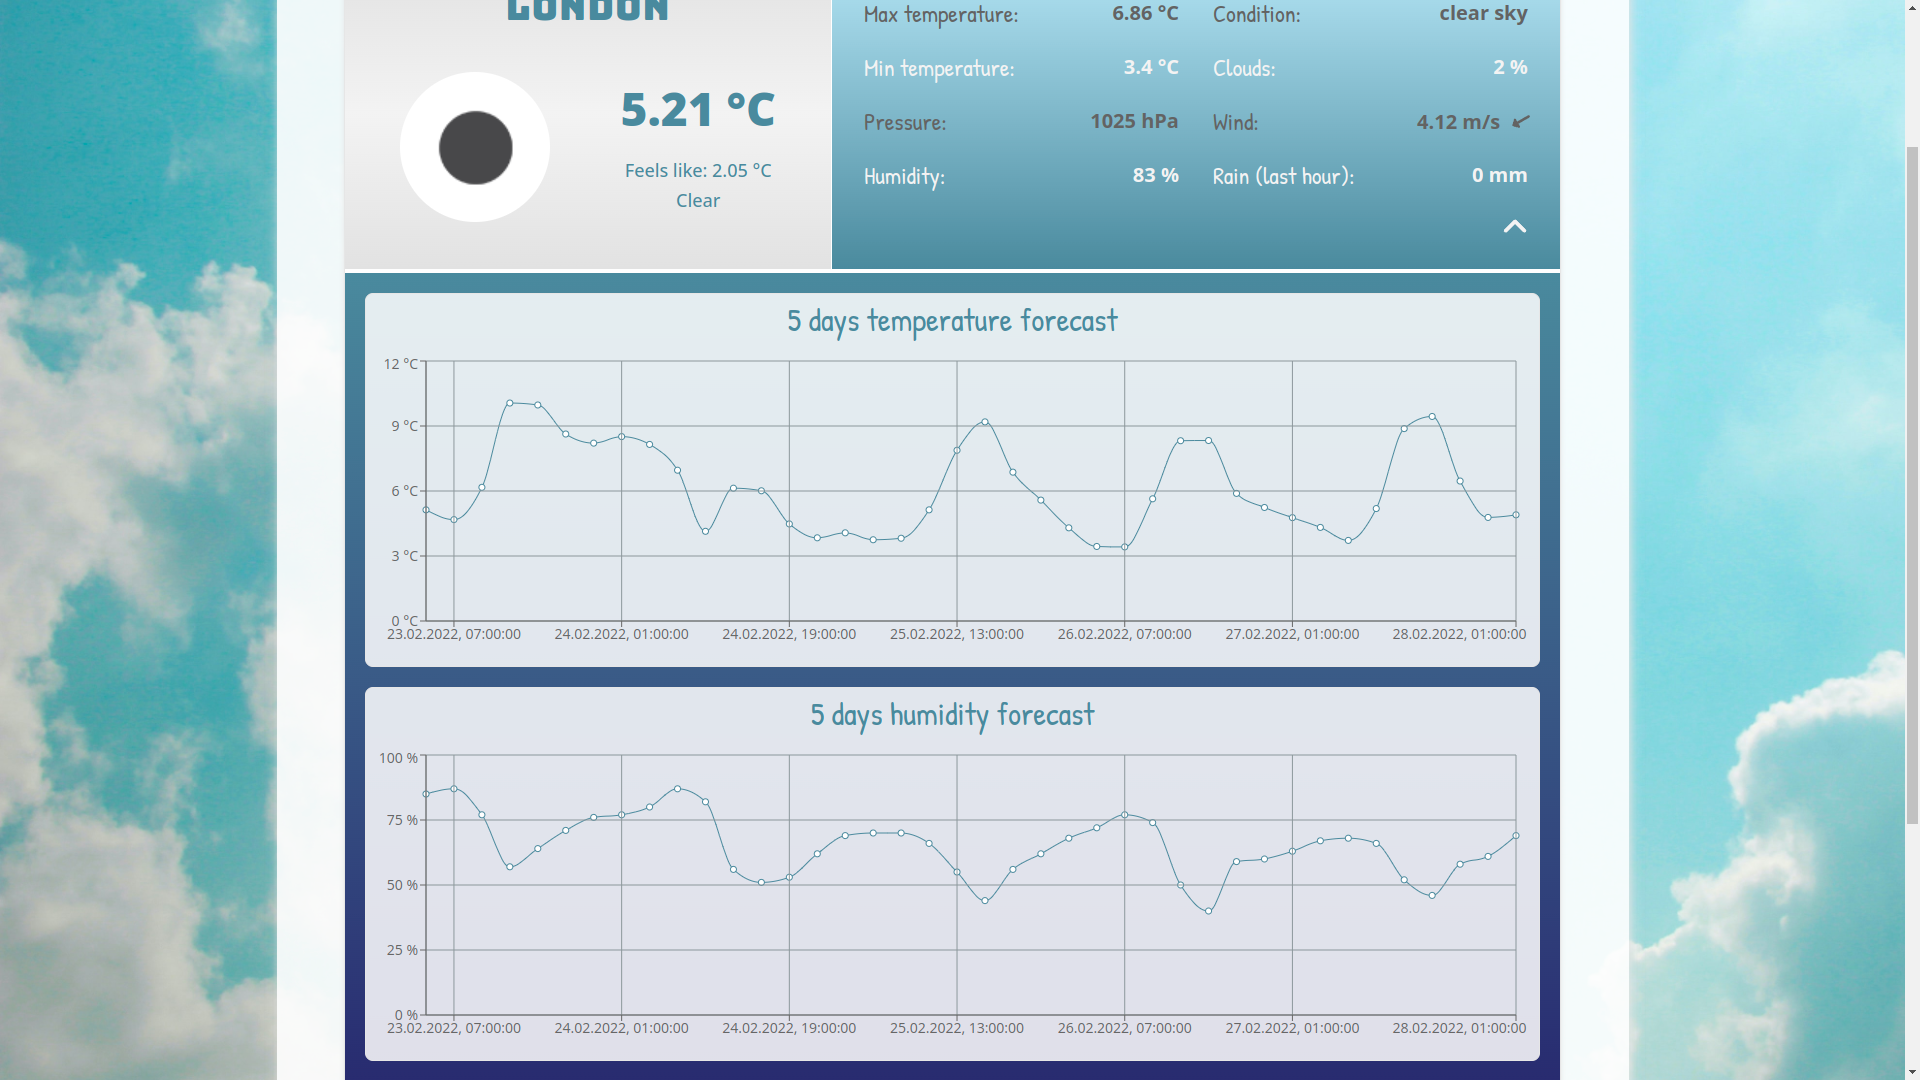 LONDON
5.21 °C
Feels like: 2.05 °C
Clear
Max temperature: 6.86 °C Condition: clear sky
Min temperature: 3.4 °C Clouds: 2 %
Pressure: 1025 hPa Wind: 4.12 m/s
Humidity: 83 % Rain (last hour): 0 mm
5 days temperature forecast
12 °C
9 °C
6 °C
3 °C
0 °C
23.02.2022, 07:00:00 24.02.2022, 01:00:00 24.02.2022, 19:00:00 25.02.2022, 13:00:00 26.02.2022, 07:00:00 27.02.2022, 01:00:00 28.02.2022, 01:00:00
5 days humidity forecast
100 %
75 %
50 %
25 %
0 %
23.02.2022, 07:00:00 24.02.2022, 01:00:00 24.02.2022, 19:00:00 25.02.2022, 13:00:00 26.02.2022, 07:00:00 27.02.2022, 01:00:00 28.02.2022, 01:00:00